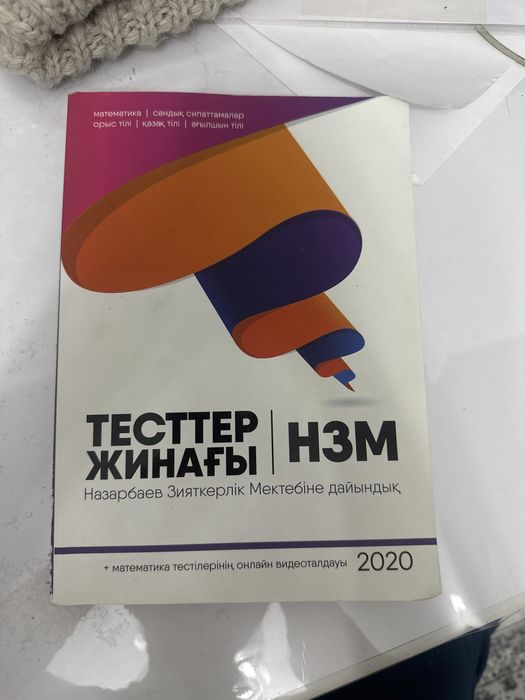 математика | сандық сипаттамалар
орыс тілі | қазақ тілі | ағылшын тілі
ТЕСТТЕР
ЖИНАҒЫ
НЗМ
Назарбаев Зияткерлік Мектебіне дайындық
+ математика тестілерінің онлайн видеоталдауы 2020